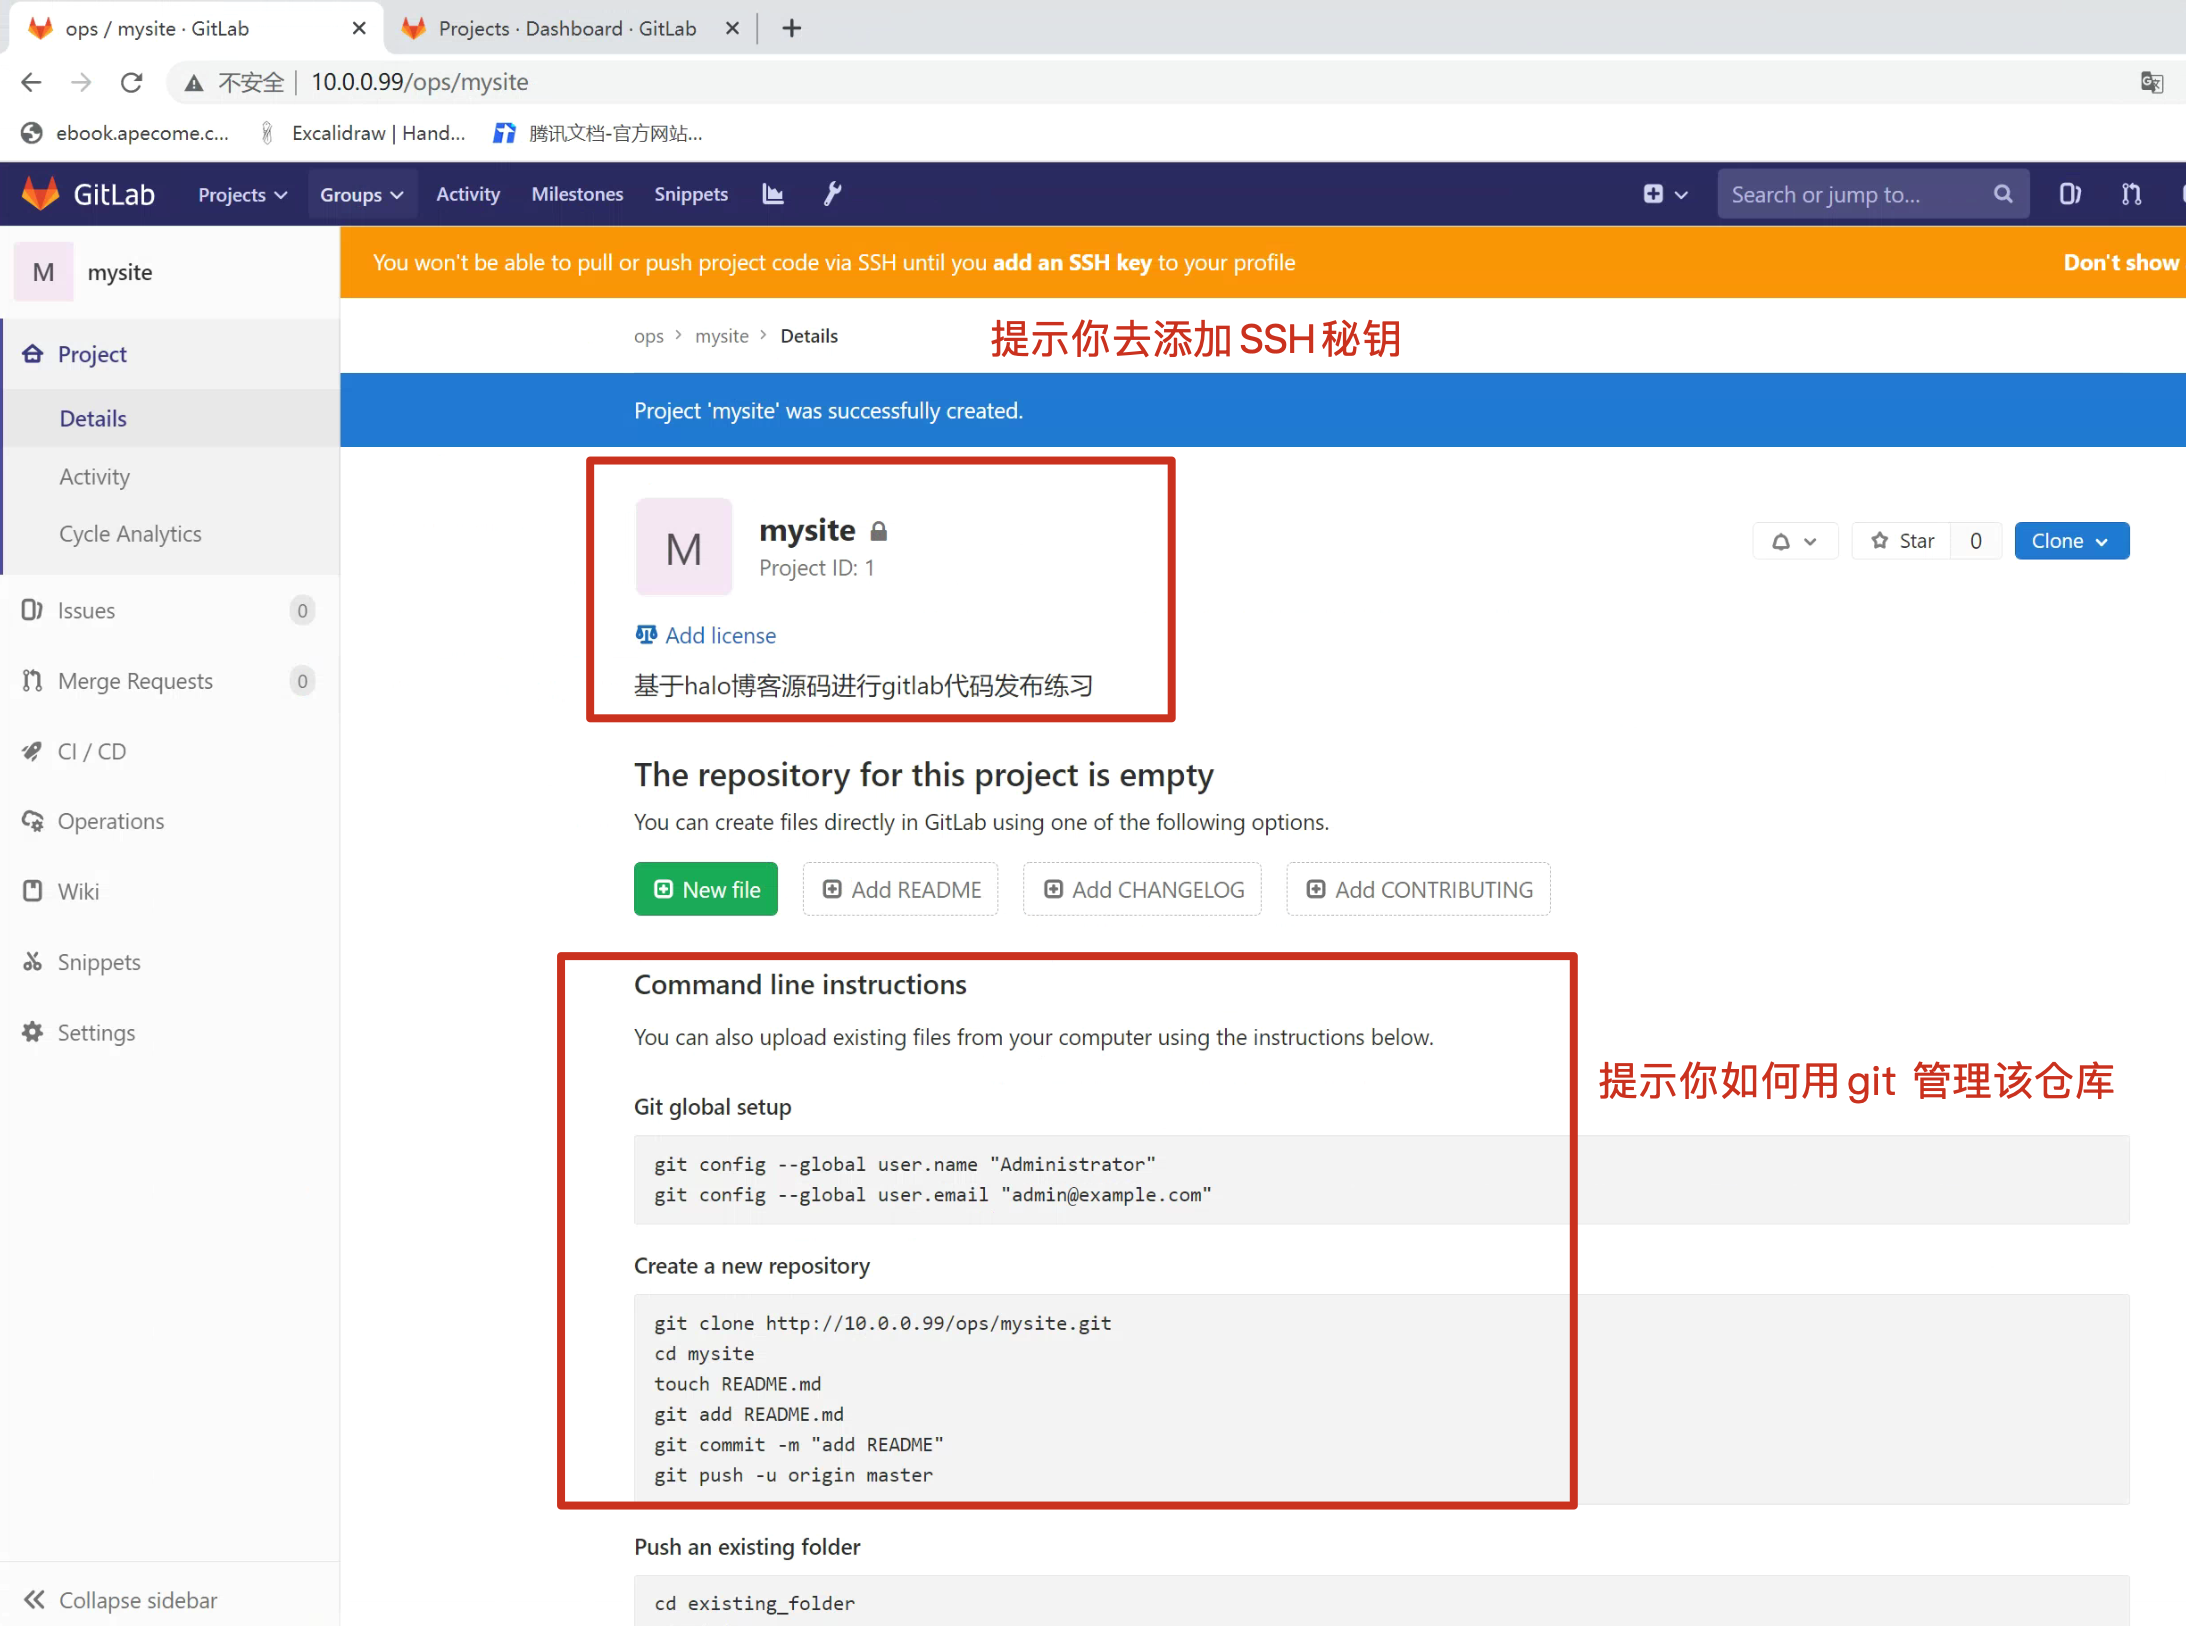 ops / mysite · GitLab
Projects · Dashboard · GitLab
不安全 | 10.0.0.99/ops/mysite
ebook.apecome.c...
Excalidraw | Hand...
腾讯文档-官方网站...
GitLab
Projects
Groups
Activity
Milestones
Snippets
Search or jump to...
M
mysite
You won't be able to pull or push project code via SSH until you add an SSH key to your profile
Don't show
ops > mysite > Details
提示你去添加SSH秘钥
Project
Details
Activity
Cycle Analytics
Issues 0
Merge Requests 0
CI / CD
Operations
Wiki
Snippets
Settings
Collapse sidebar
Project 'mysite' was successfully created.
M
mysite
Project ID: 1
Star 0
Clone
Add license
基于halo博客源码进行gitlab代码发布练习
The repository for this project is empty
You can create files directly in GitLab using one of the following options.
New file
Add README
Add CHANGELOG
Add CONTRIBUTING
Command line instructions
You can also upload existing files from your computer using the instructions below.
提示你如何用git 管理该仓库
Git global setup
git config --global user.name "Administrator"
git config --global user.email "admin@example.com"
Create a new repository
git clone http://10.0.0.99/ops/mysite.git
cd mysite
touch README.md
git add README.md
git commit -m "add README"
git push -u origin master
Push an existing folder
cd existing_folder